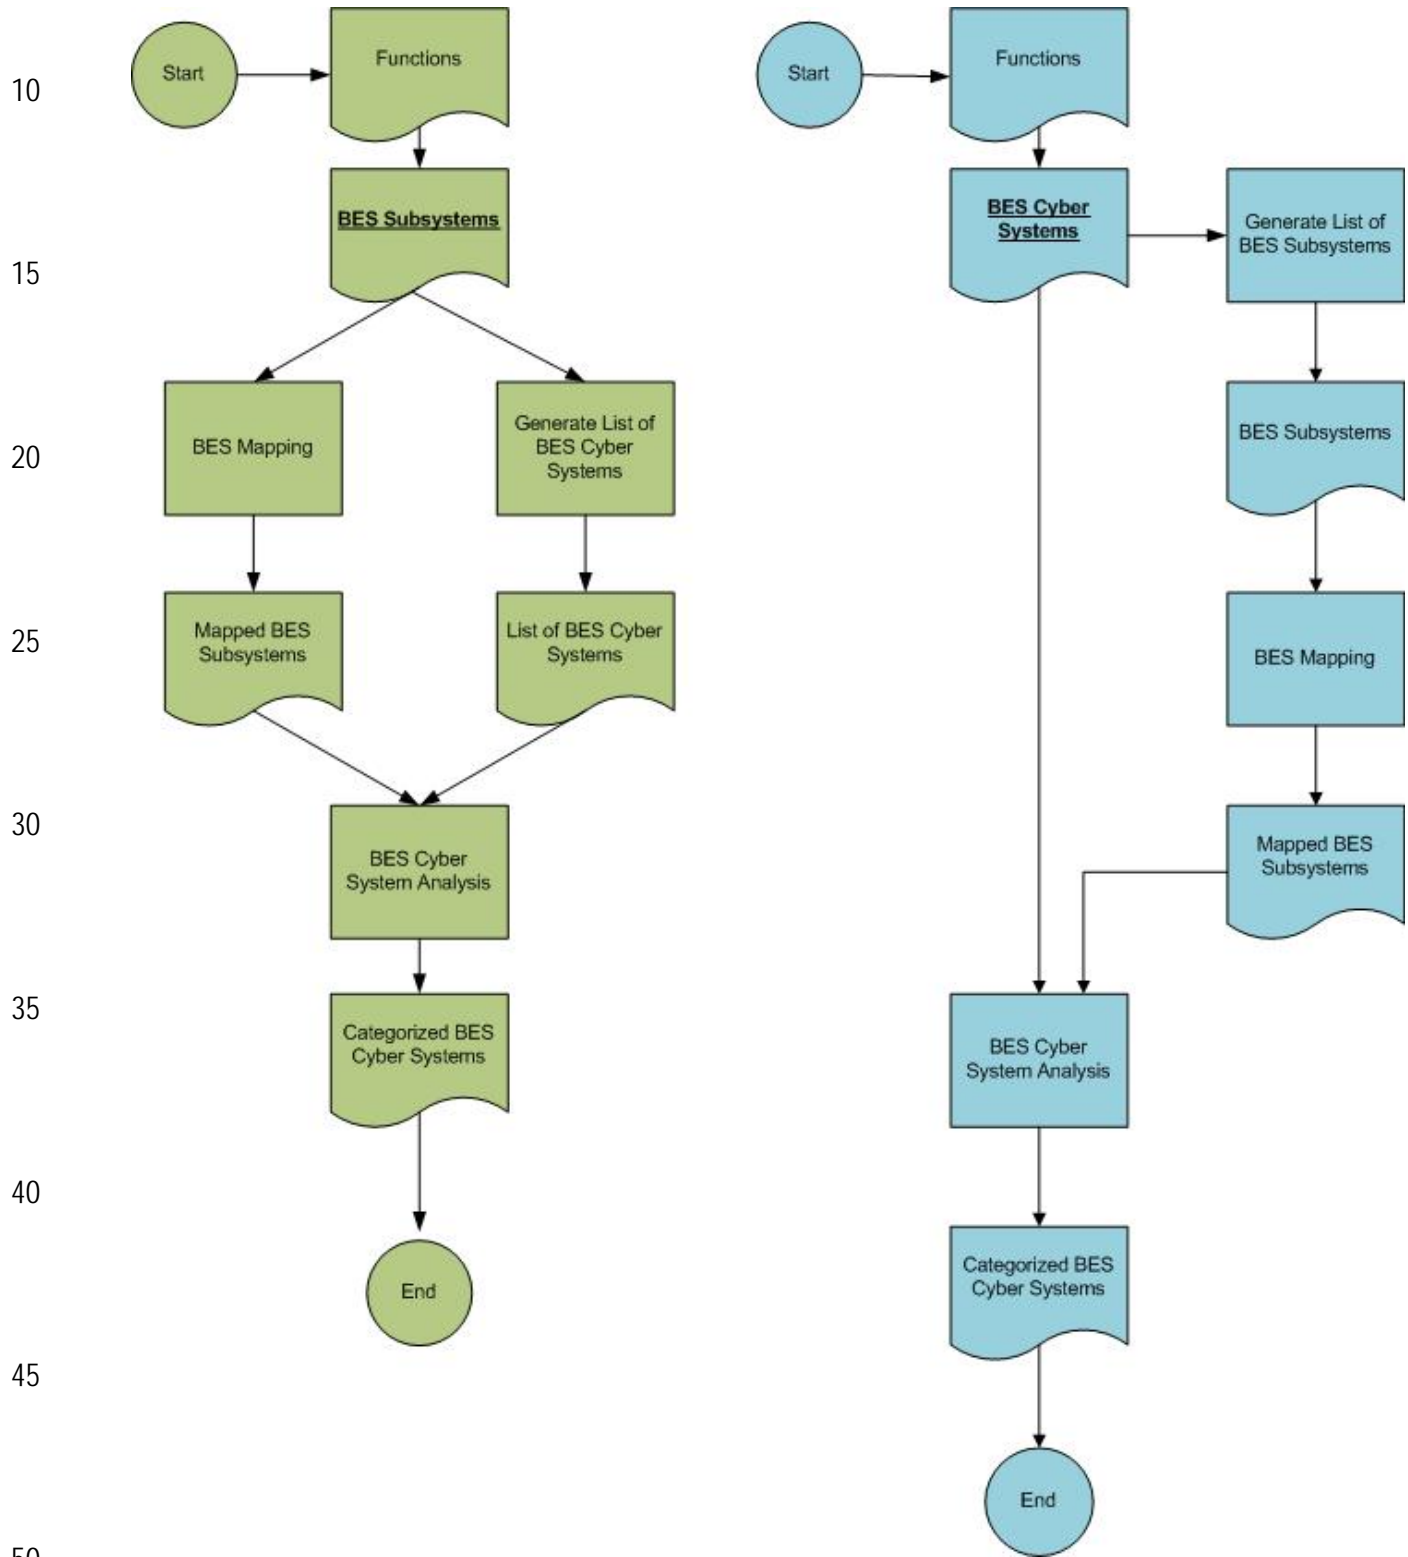 Start
Functions
10
BES Subsystems
15
BES Mapping
Generate List of
BES Cyber
Systems
20
Mapped BES
Subsystems
List of BES Cyber
Systems
25
30
BES Cyber
System Analysis
35
Categorized BES
Cyber Systems
40
End
45
50
Start
Functions
BES Cyber
Systems
Generate List of
BES Subsystems
BES Subsystems
BES Mapping
Mapped BES
Subsystems
BES Cyber
System Analysis
Categorized BES
Cyber Systems
End